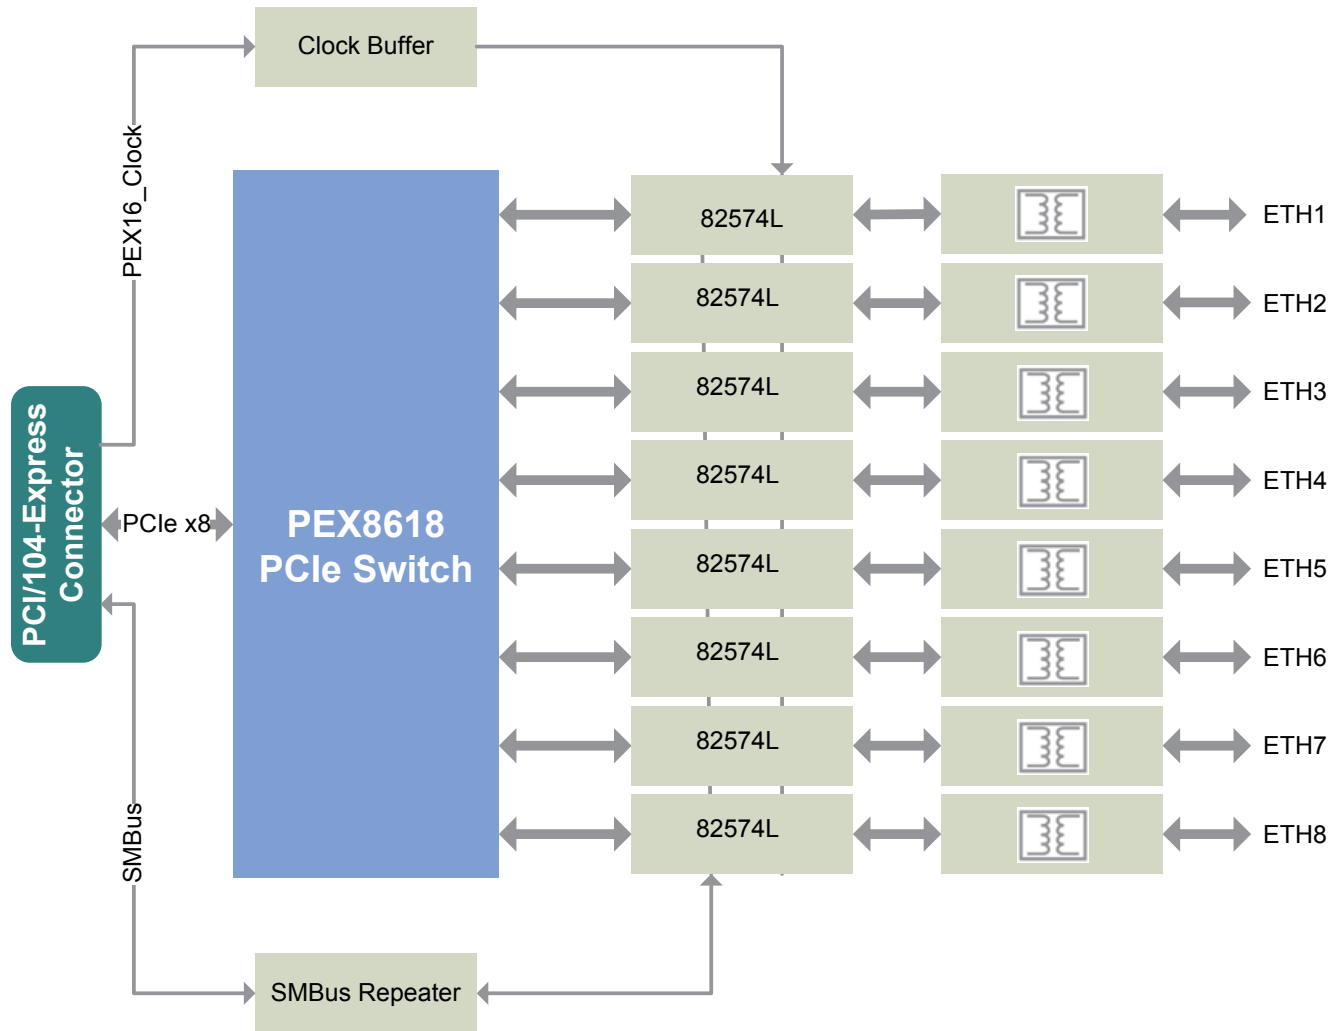 Clock Buffer
PEX16_Clock
PCI/104-Express
Connector
PCIe x8
SMBus
PEX8618
PCIe Switch
82574L
ETH1
82574L
ETH2
82574L
ETH3
82574L
ETH4
82574L
ETH5
82574L
ETH6
82574L
ETH7
82574L
ETH8
SMBus Repeater